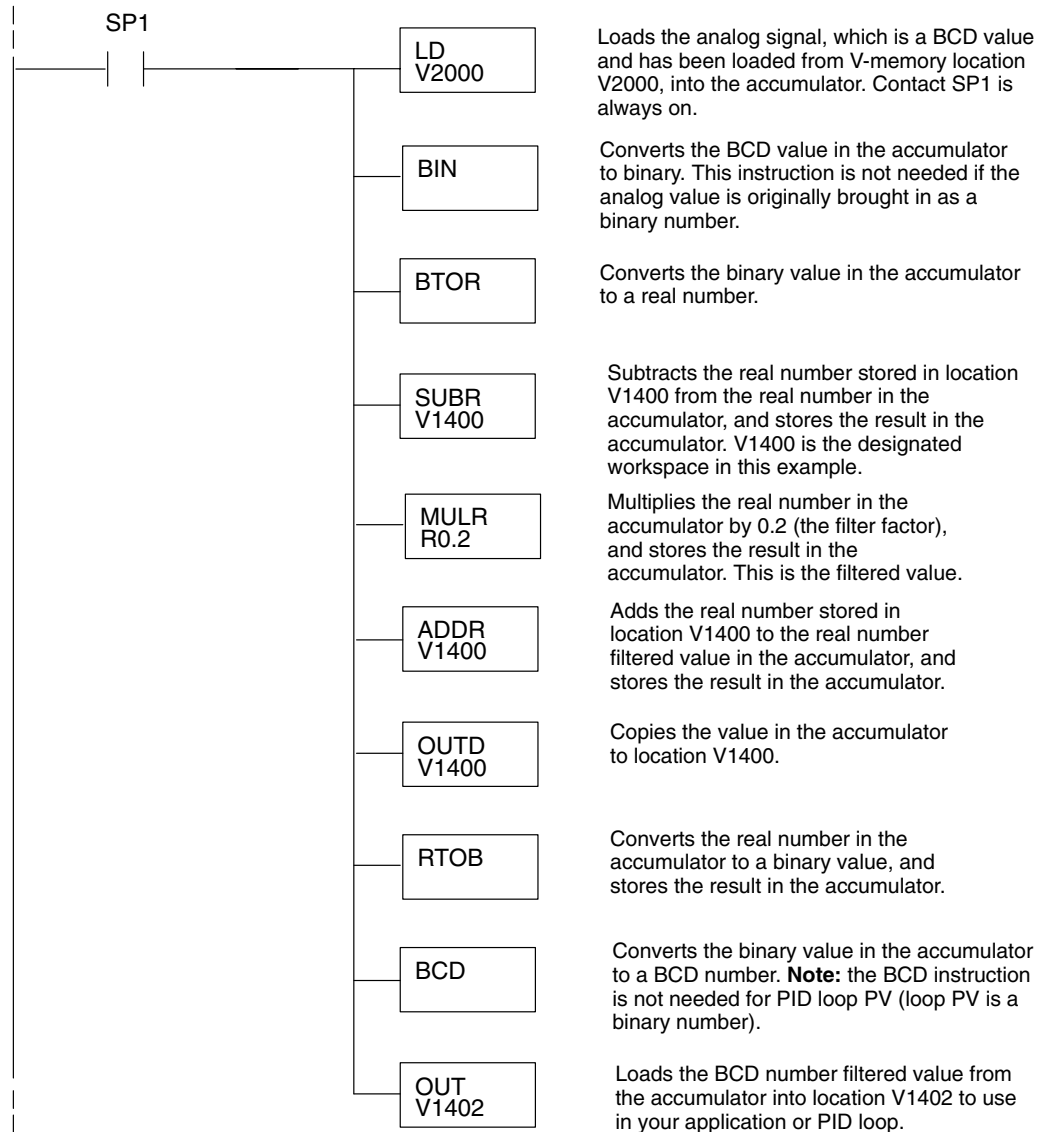 SP1
LD
V2000
Loads the analog signal, which is a BCD value
and has been loaded from V-memory location
V2000, into the accumulator. Contact SP1 is
always on.
BIN
Converts the BCD value in the accumulator
to binary. This instruction is not needed if the
analog value is originally brought in as a
binary number.
BTOR
Converts the binary value in the accumulator
to a real number.
SUBR
V1400
Subtracts the real number stored in location
V1400 from the real number in the
accumulator, and stores the result in the
accumulator. V1400 is the designated
workspace in this example.
MULR
R0.2
Multiplies the real number in the
accumulator by 0.2 (the filter factor),
and stores the result in the
accumulator. This is the filtered value.
ADDR
V1400
Adds the real number stored in
location V1400 to the real number
filtered value in the accumulator, and
stores the result in the accumulator.
OUTD
V1400
Copies the value in the accumulator
to location V1400.
RTOB
Converts the real number in the
accumulator to a binary value, and
stores the result in the accumulator.
BCD
Converts the binary value in the accumulator
to a BCD number. Note: the BCD instruction
is not needed for PID loop PV (loop PV is a
binary number).
OUT
V1402
Loads the BCD number filtered value from
the accumulator into location V1402 to use
in your application or PID loop.